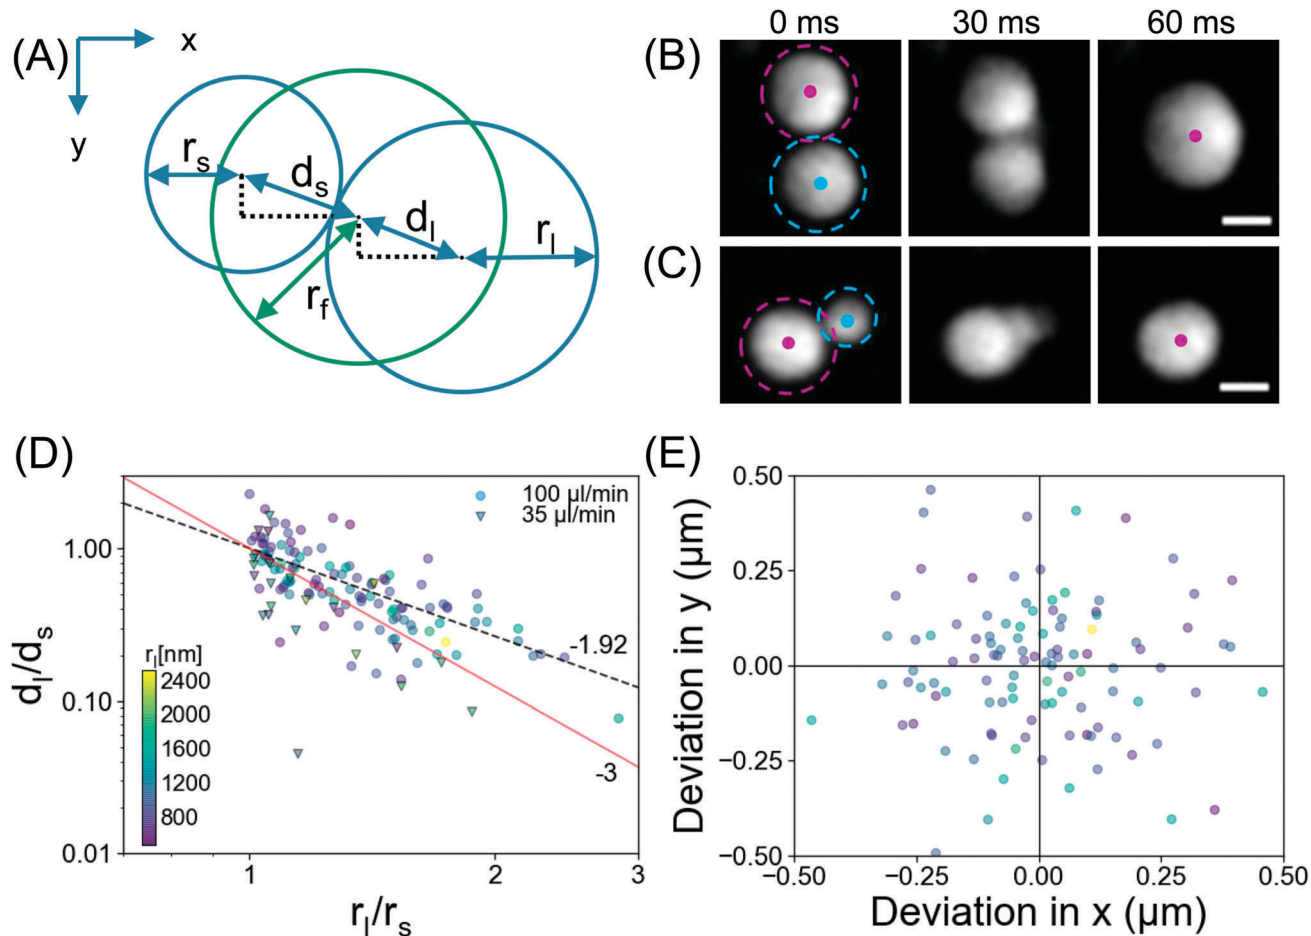 (A)
x
y
r_s
d_s
d_l
r_l
r_f
0 ms 30 ms 60 ms
(B)
(C)
(D)
100 µl/min
35 µl/min
1.00
0.10
0.01
d_l/d_s
r_l[nm]
2400
2000
1600
1200
800
-1.92
-3
1 2 3
r_l/r_s
(E)
0.50
0.25
0.00
−0.25
−0.50
Deviation in y (µm)
−0.50 −0.25 0.00 0.25 0.50
Deviation in x (µm)